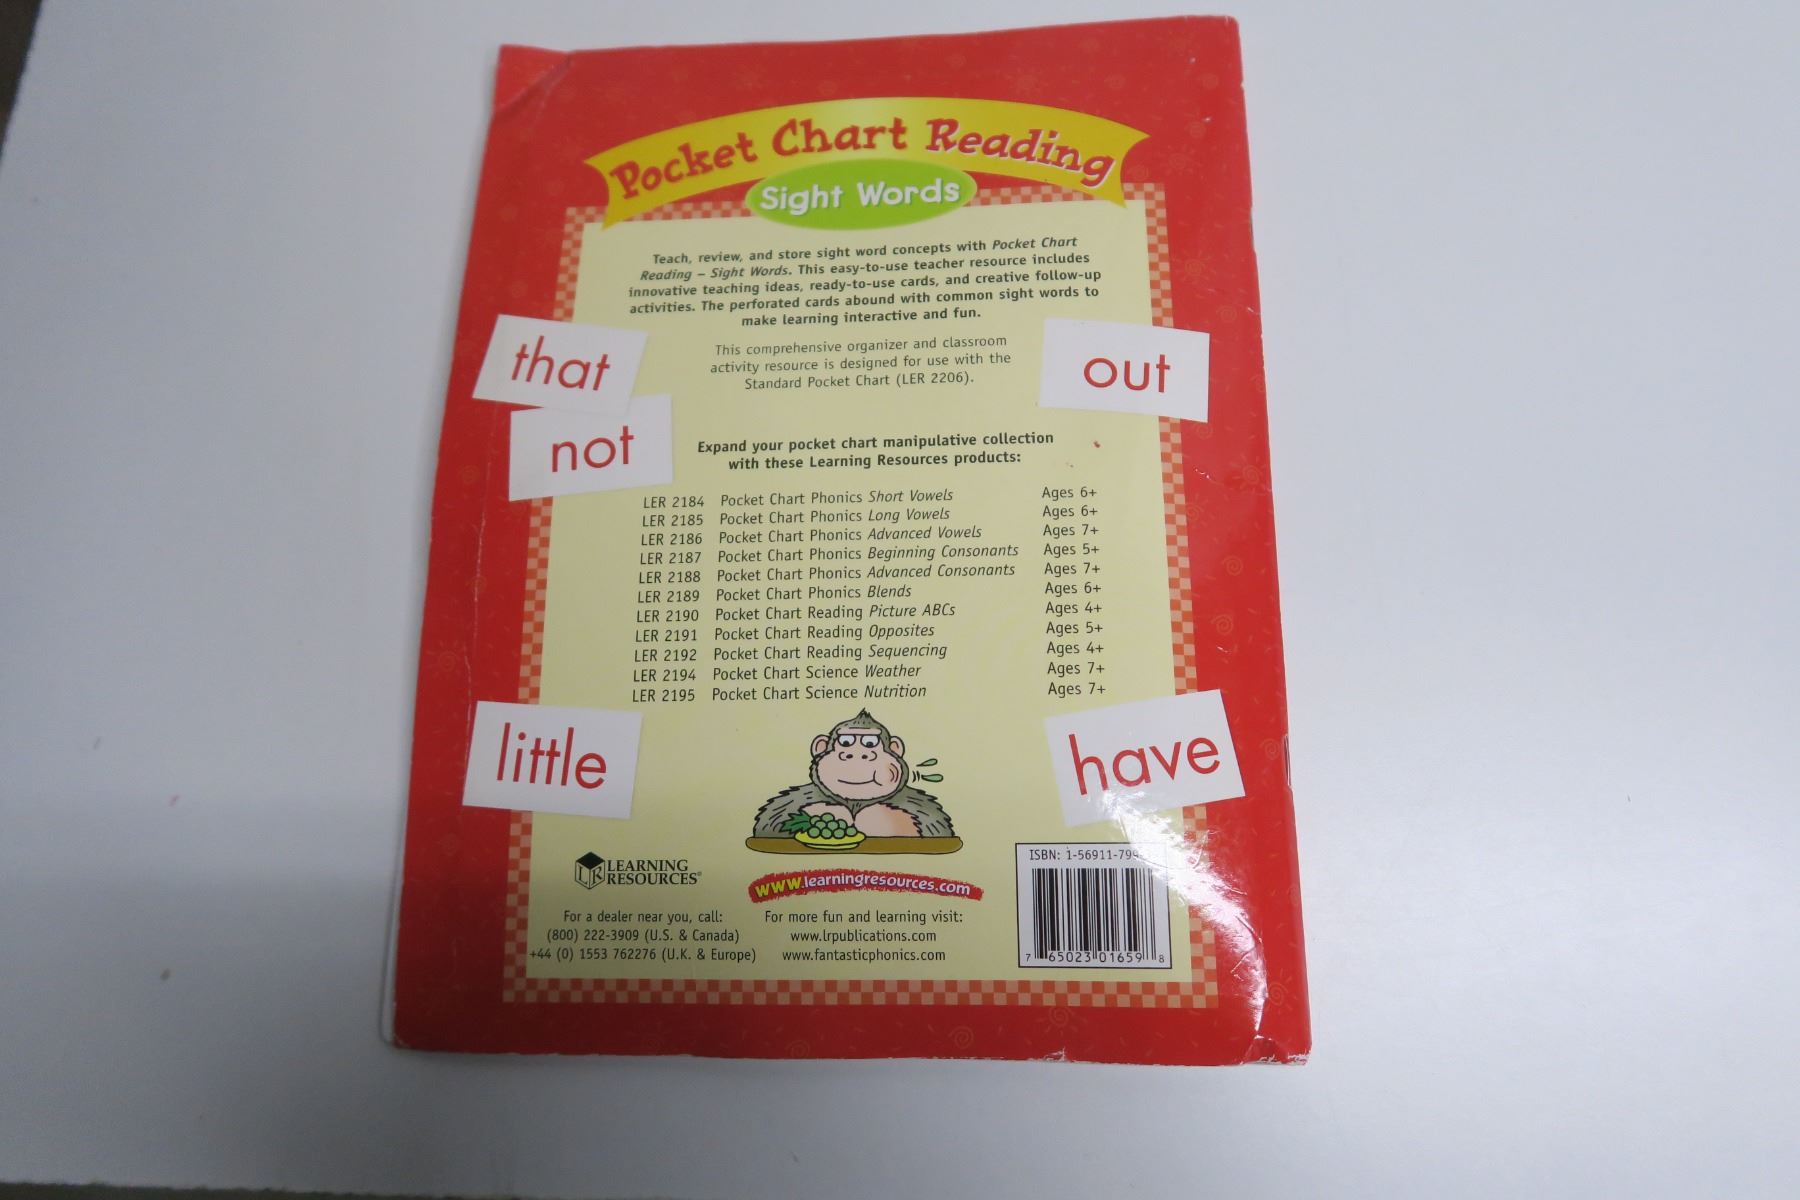 Pocket Chart Reading
Sight Words
Teach, review, and store sight word concepts with Pocket Chart
Reading – Sight Words. This easy-to-use teacher resource includes
innovative teaching ideas, ready-to-use cards, and creative follow-up
activities. The perforated cards abound with common sight words to
make learning interactive and fun.
that
This comprehensive organizer and classroom
activity resource is designed for use with the
Standard Pocket Chart (LER 2206).
out
not
Expand your pocket chart manipulative collection
with these Learning Resources products:
LER 2184 Pocket Chart Phonics Short Vowels Ages 6+
LER 2185 Pocket Chart Phonics Long Vowels Ages 6+
LER 2186 Pocket Chart Phonics Advanced Vowels Ages 7+
LER 2187 Pocket Chart Phonics Beginning Consonants Ages 5+
LER 2188 Pocket Chart Phonics Advanced Consonants Ages 7+
LER 2189 Pocket Chart Phonics Blends Ages 6+
LER 2190 Pocket Chart Reading Picture ABCs Ages 4+
LER 2191 Pocket Chart Reading Opposites Ages 5+
LER 2192 Pocket Chart Reading Sequencing Ages 4+
LER 2194 Pocket Chart Science Weather Ages 7+
LER 2195 Pocket Chart Science Nutrition Ages 7+
little
have
LR LEARNING
RESOURCES®
www.learningresources.com
For a dealer near you, call:
(800) 222-3909 (U.S. & Canada)
+44 (0) 1553 762276 (U.K. & Europe)
For more fun and learning visit:
www.lrpublications.com
www.fantasticphonics.com
ISBN: 1-56911-799
7 65023 01659 8